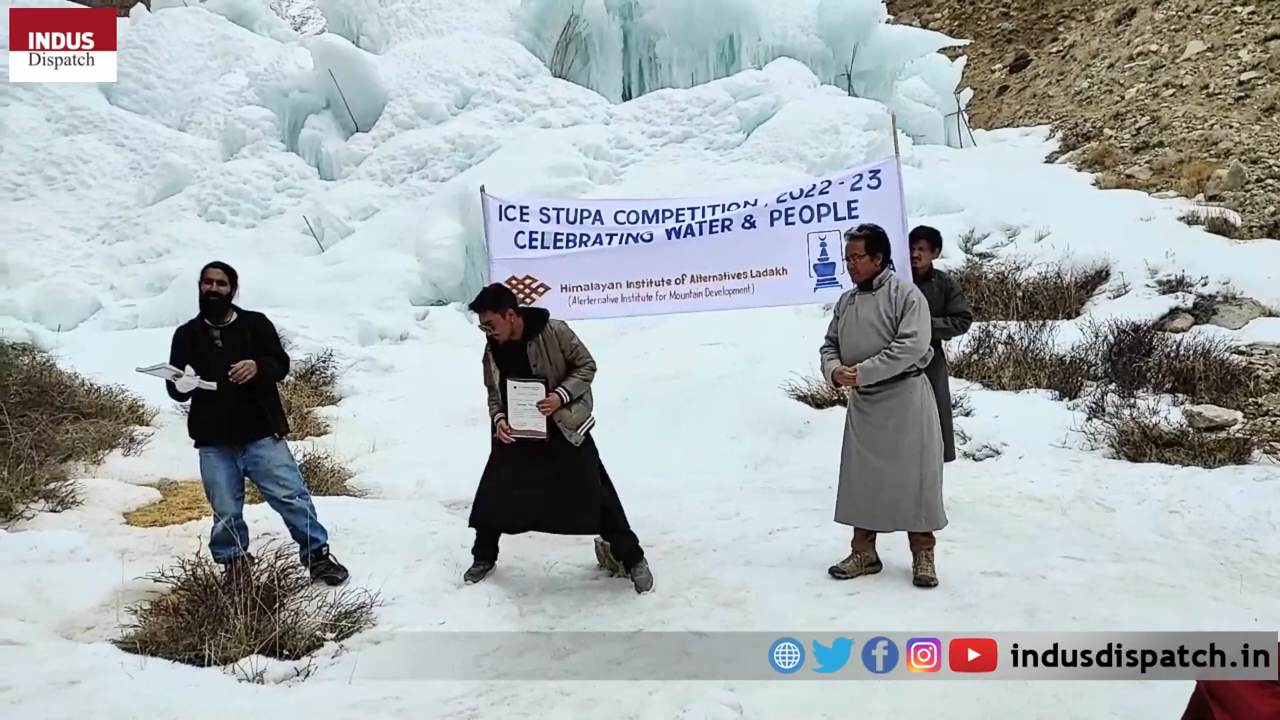 INDUS
Dispatch
ICE STUPA COMPETITION, 2022-23
CELEBRATING WATER & PEOPLE
Himalayan Institute of Alternatives Ladakh
(Alerternative Institute for Mountain Development)
indusdispatch.in